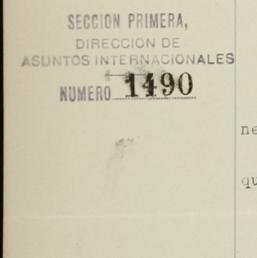 SECCION PRIMERA,
DIRECCION DE
ASUNTOS INTERNACIONALES
NUMERO 1490
ne
qu